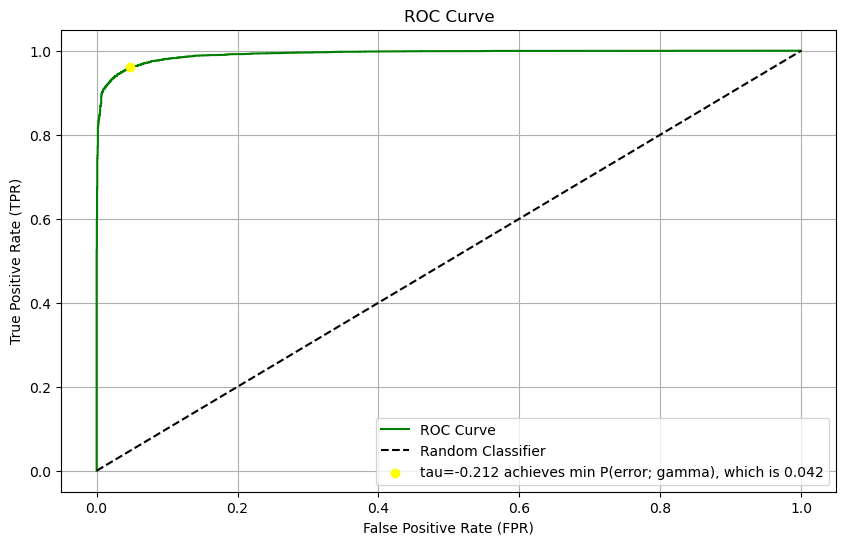 ROC Curve
True Positive Rate (TPR)
1.0
0.8
0.6
0.4
0.2
0.0
0.0 0.2 0.4 0.6 0.8 1.0
False Positive Rate (FPR)
ROC Curve
Random Classifier
tau=-0.212 achieves min P(error; gamma), which is 0.042